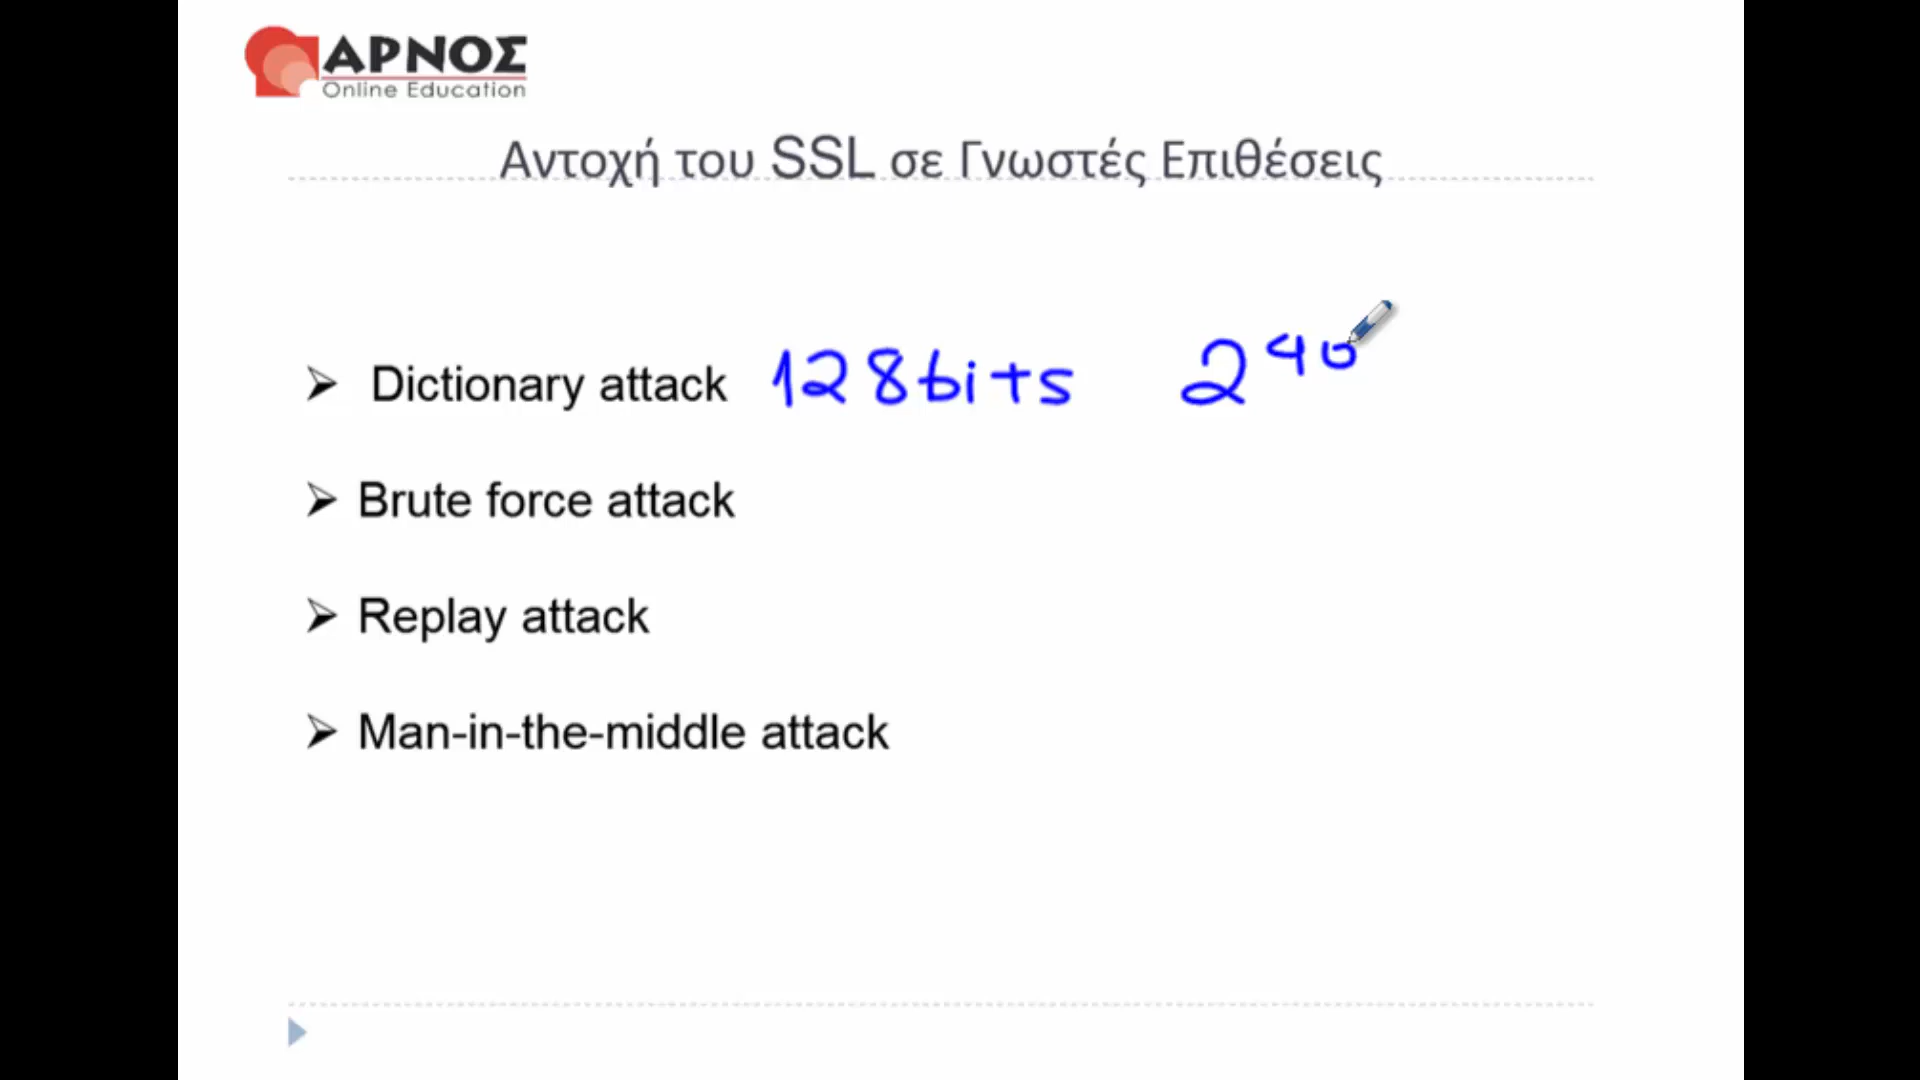 ΑΡΝΟΣ
Online Education
Αντοχή του SSL σε Γνωστές Επιθέσεις
➢ Dictionary attack 128bits 2⁴⁰
➢ Brute force attack
➢ Replay attack
➢ Man-in-the-middle attack